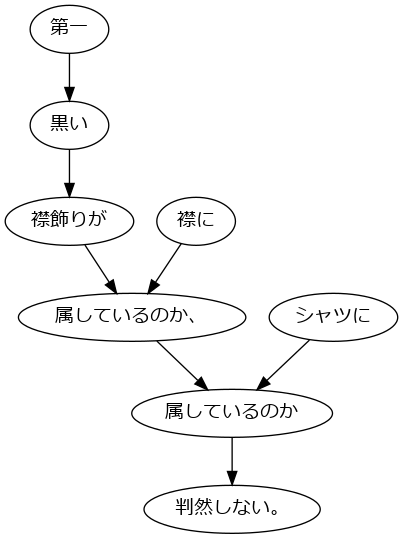 第一
黒い
襟飾りが
襟に
属しているのか、
シャツに
属しているのか
判然しない。